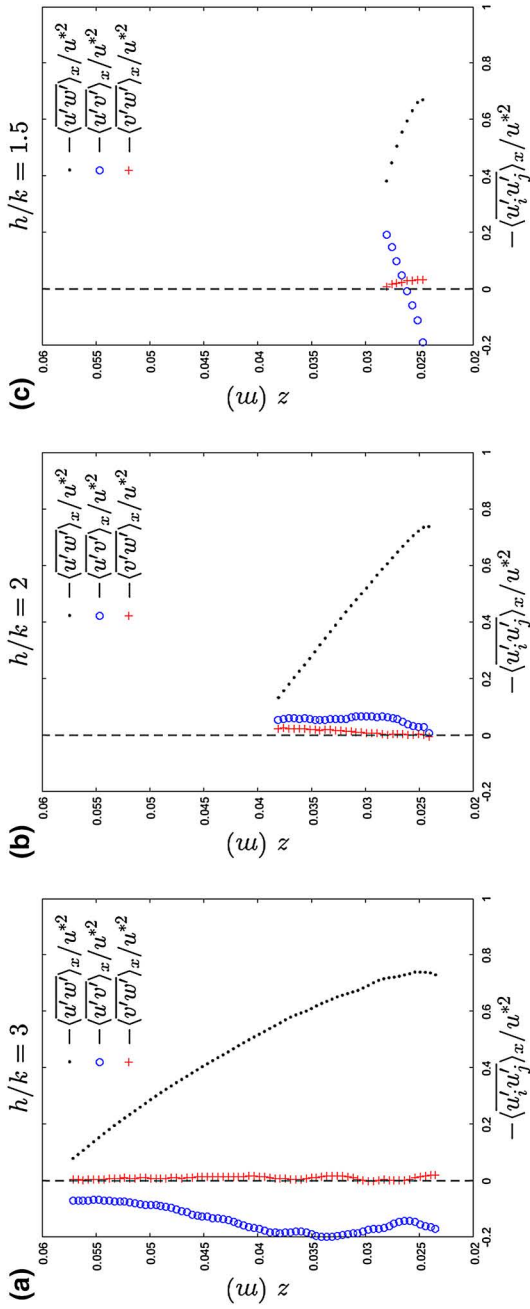 (a)
h/k = 3
0.06
0.055
0.05
0.045
0.04
0.035
0.03
0.025
0.02
z (m)
-0.2
0
0.2
0.4
0.6
0.8
1
−⟨u′ᵢu′ⱼ⟩ₓ/u*²
−⟨u′w′⟩ₓ/u*²
−⟨u′v′⟩ₓ/u*²
−⟨v′w′⟩ₓ/u*²
(b)
h/k = 2
0.06
0.055
0.05
0.045
0.04
0.035
0.03
0.025
0.02
z (m)
-0.2
0
0.2
0.4
0.6
0.8
1
−⟨u′ᵢu′ⱼ⟩ₓ/u*²
−⟨u′w′⟩ₓ/u*²
−⟨u′v′⟩ₓ/u*²
−⟨v′w′⟩ₓ/u*²
(c)
h/k = 1.5
0.06
0.055
0.05
0.045
0.04
0.035
0.03
0.025
0.02
z (m)
-0.2
0
0.2
0.4
0.6
0.8
1
−⟨u′ᵢu′ⱼ⟩ₓ/u*²
−⟨u′w′⟩ₓ/u*²
−⟨u′v′⟩ₓ/u*²
−⟨v′w′⟩ₓ/u*²